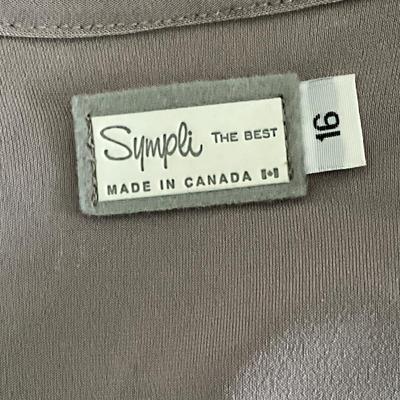 Sympli THE BEST
MADE IN CANADA
16